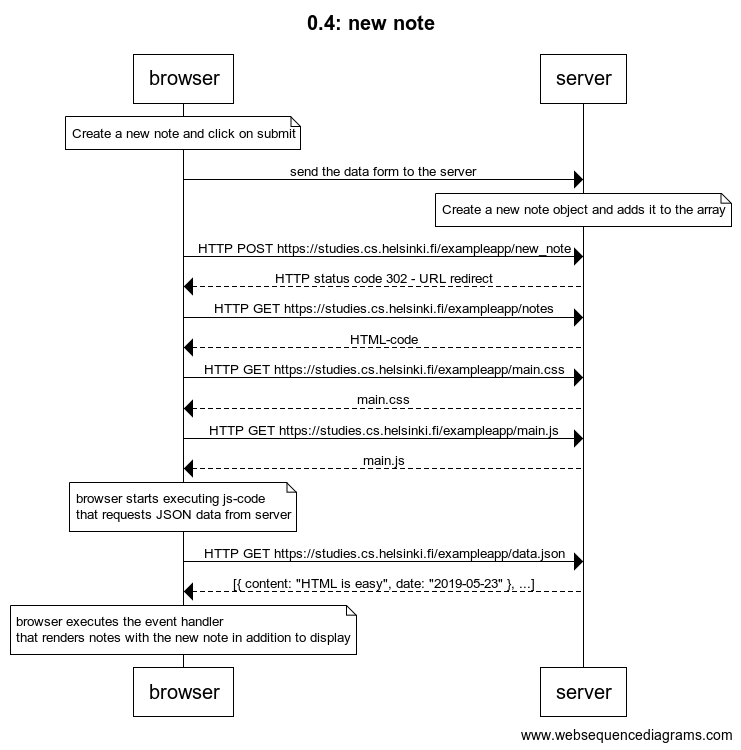 0.4: new note
browser
server
Create a new note and click on submit
send the data form to the server
Create a new note object and adds it to the array
HTTP POST https://studies.cs.helsinki.fi/exampleapp/new_note
HTTP status code 302 - URL redirect
HTTP GET https://studies.cs.helsinki.fi/exampleapp/notes
HTML-code
HTTP GET https://studies.cs.helsinki.fi/exampleapp/main.css
main.css
HTTP GET https://studies.cs.helsinki.fi/exampleapp/main.js
main.js
browser starts executing js-code
that requests JSON data from server
HTTP GET https://studies.cs.helsinki.fi/exampleapp/data.json
[{ content: "HTML is easy", date: "2019-05-23" }, ...]
browser executes the event handler
that renders notes with the new note in addition to display
browser
server
www.websequencediagrams.com